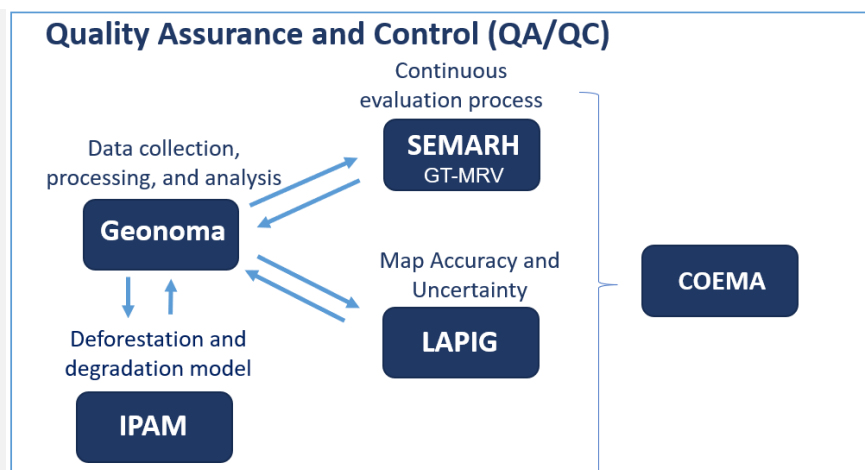 Quality Assurance and Control (QA/QC)
Continuous
evaluation process
SEMARH
GT-MRV
Data collection,
processing, and analysis
Geonoma
Map Accuracy and
Uncertainty
LAPIG
COEMA
Deforestation and
degradation model
IPAM